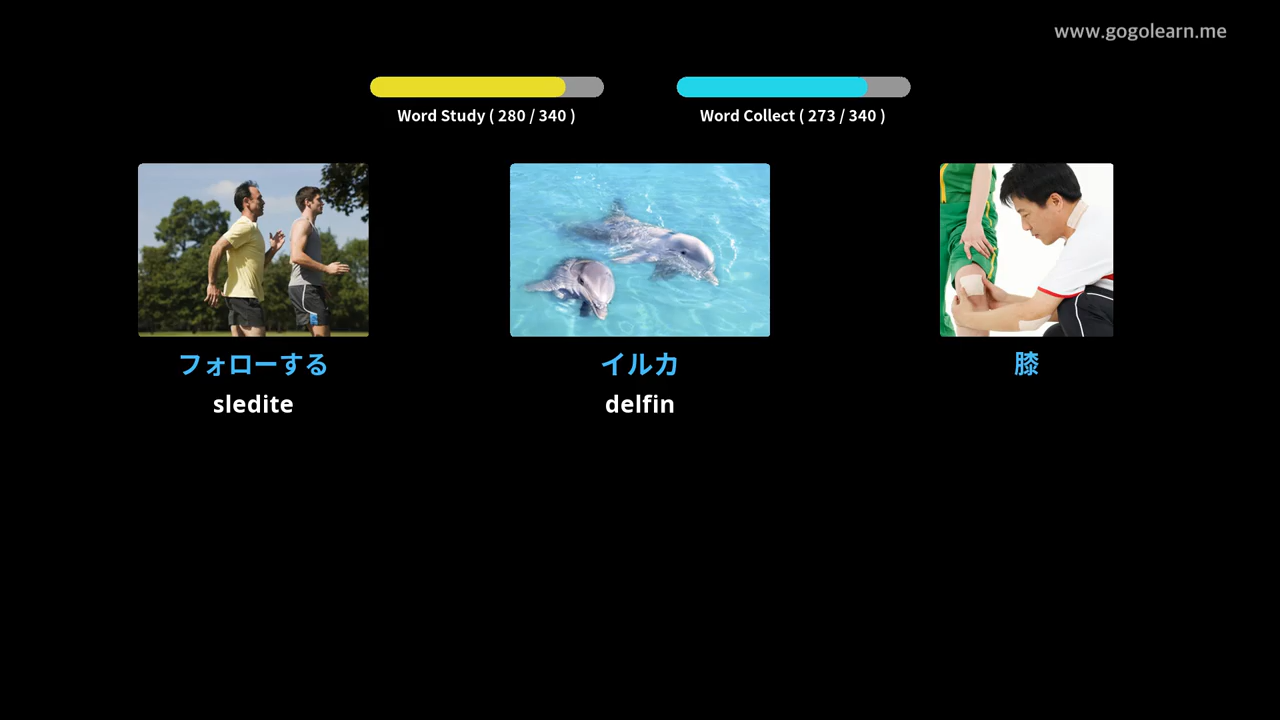 www.gogolearn.me
Word Study ( 280 / 340 )
Word Collect ( 273 / 340 )
フォローする
イルカ
膝
sledite
delfin